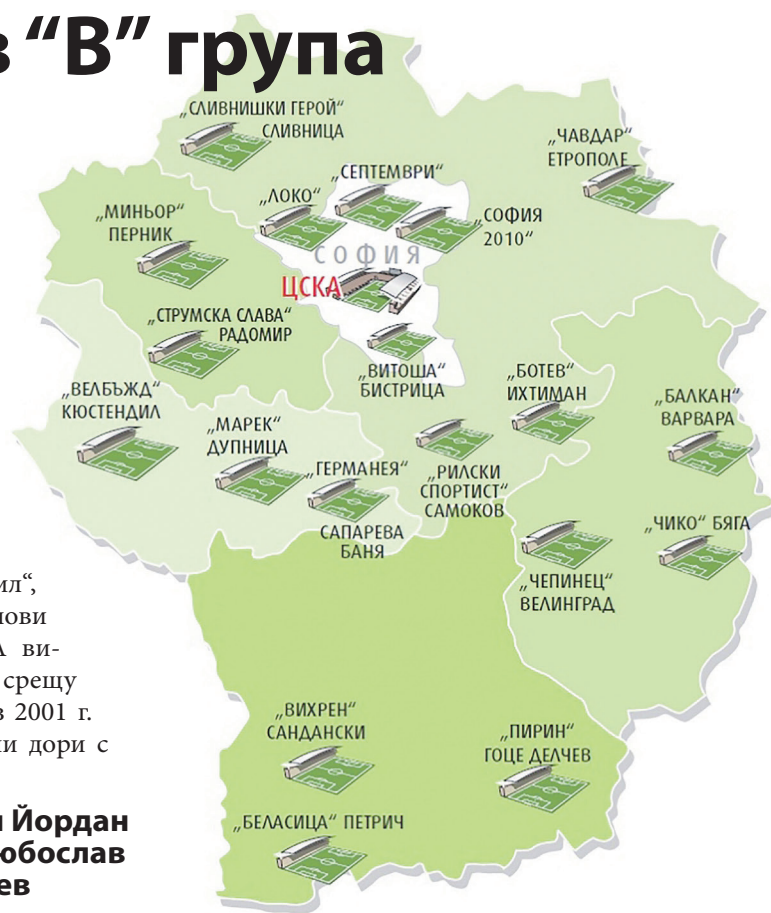 “В” група
„СЛИВНИШКИ ГЕРОЙ“
СЛИВНИЦА
„ЧАВДАР“
ЕТРОПОЛЕ
„СЕПТЕМВРИ“
„ЛОКО“
„МИНЬОР“
ПЕРНИК
„СОФИЯ
2010“
СОФИЯ
ЦСКА
„СТРУМСКА СЛАВА“
РАДОМИР
„ВИТОША“
БИСТРИЦА
„БОТЕВ“
ИХТИМАН
„ВЕЛБЪЖД“
КЮСТЕНДИЛ
„БАЛКАН“
ВАРВАРА
„МАРЕК“
ДУПНИЦА
„ГЕРМАНЕЯ“
САПАРЕВА
БАНЯ
„РИЛСКИ
СПОРТИСТ“
САМОКОВ
„ЧИКО“ БЯГА
„ЧЕПИНЕЦ“
ВЕЛИНГРАД
ил“,
нови
А ви-
срещу
в 2001 г.
ни дори с
Йордан
юбослав
ев
„ВИХРЕН“
САНДАНСКИ
„ПИРИН“
ГОЦЕ ДЕЛЧЕВ
„БЕЛАСИЦА“ ПЕТРИЧ